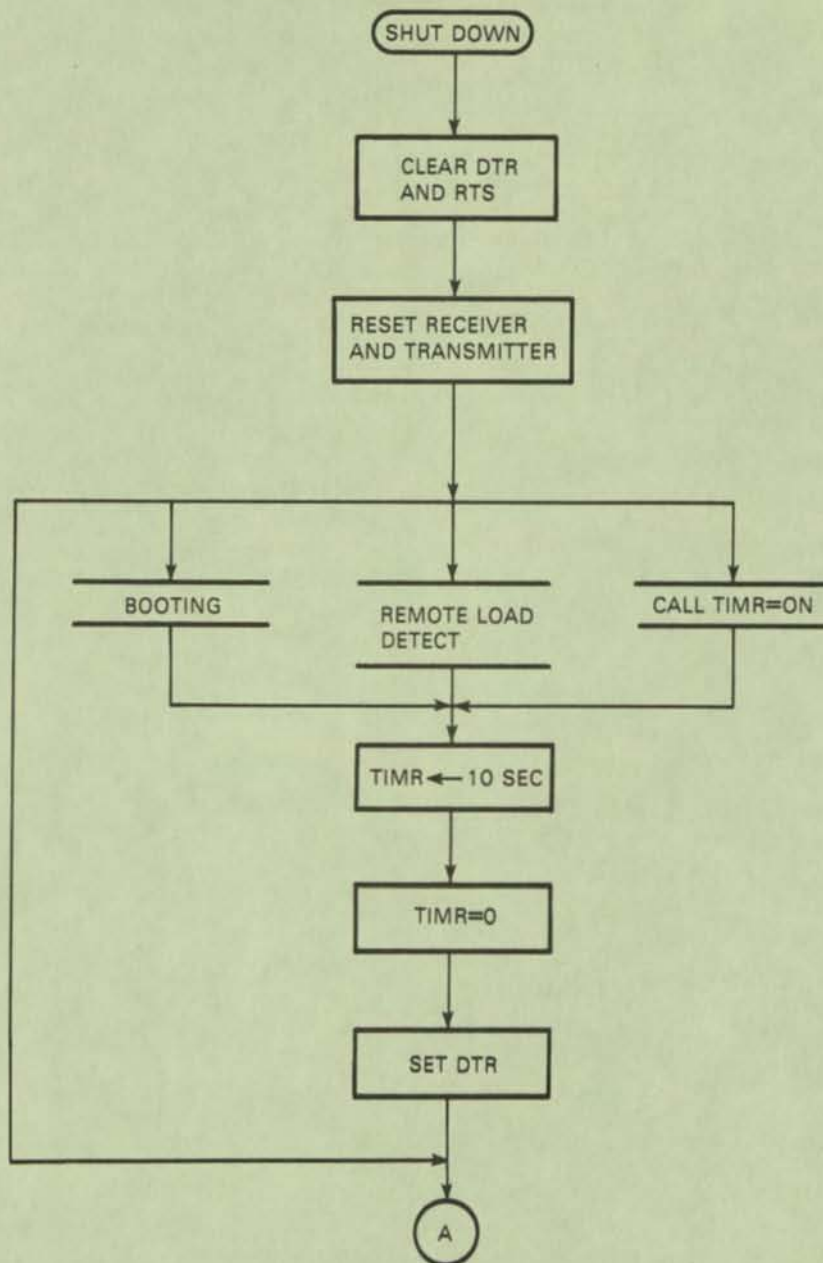 SHUT DOWN
CLEAR DTR
AND RTS
RESET RECEIVER
AND TRANSMITTER
BOOTING
REMOTE LOAD
DETECT
CALL TIMR=ON
TIMR ← 10 SEC
TIMR=0
SET DTR
A